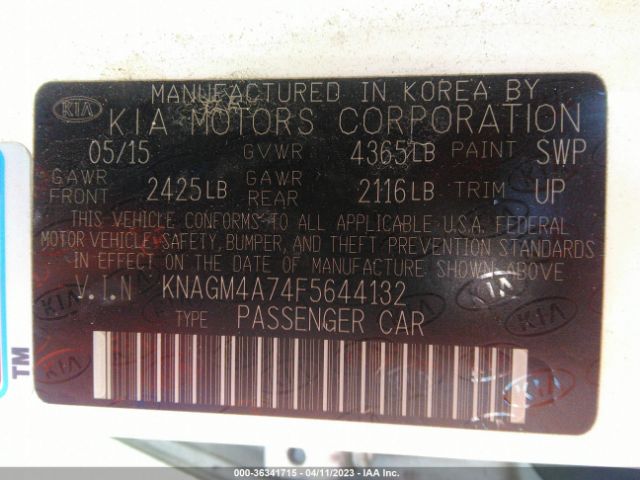 MANUFACTURED IN KOREA BY
KIA KIA MOTORS CORPORATION
05/15 GVWR 4365LB PAINT SWP
GAWR FRONT 2425LB GAWR REAR 2116LB TRIM UP
THIS VEHICLE CONFORMS TO ALL APPLICABLE U.S.A. FEDERAL
MOTOR VEHICLE SAFETY, BUMPER, AND THEFT PREVENTION STANDARDS
IN EFFECT ON THE DATE OF MANUFACTURE SHOWN ABOVE.
V.I.N KNAGM4A74F5644132
TYPE PASSENGER CAR
TM
000-36341715 - 04/11/2023 - IAA Inc.